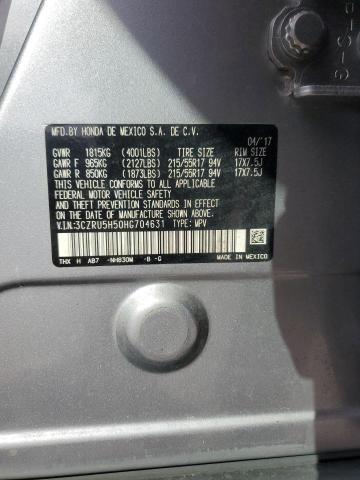 MFD.BY HONDA DE MEXICO S.A. DE C.V.
04/'17
GVWR 1815KG (4001LBS) TIRE SIZE RIM SIZE
GAWR F 965KG (2127LBS) 215/55R17 94V 17X7.5J
GAWR R 850KG (1873LBS) 215/55R17 94V 17X7.5J
THIS VEHICLE CONFORMS TO ALL APPLICABLE
FEDERAL MOTOR VEHICLE SAFETY, BUMPER, AND
THEFT PREVENTION STANDARDS IN EFFECT ON THE
DATE OF MANUFACTURE SHOWN ABOVE.
V.I.N:3CZRU5H50HG704631 TYPE: MPV
THX H AB7 -NH830M -B -G
MADE IN MEXICO